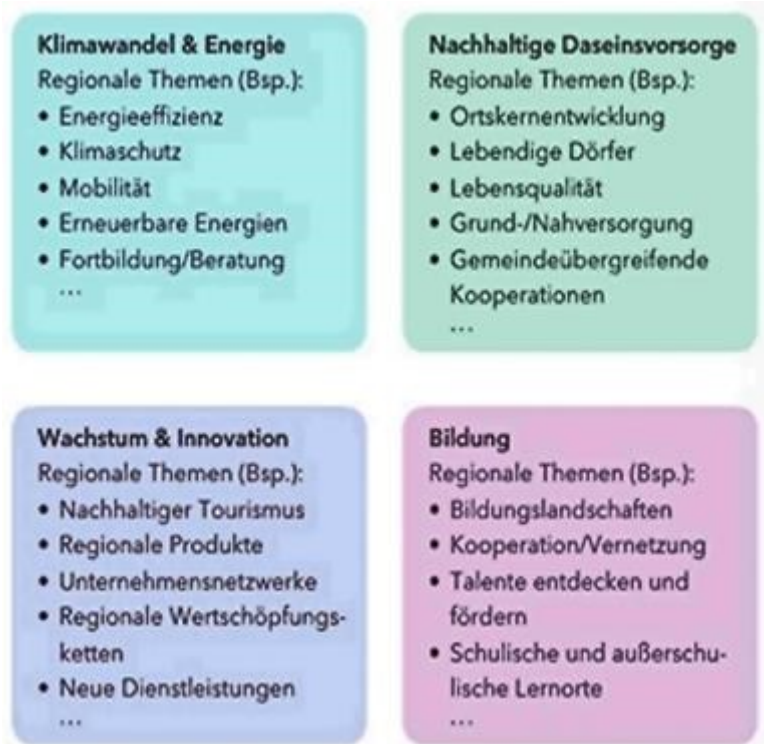 Klimawandel & Energie
Regionale Themen (Bsp.):
• Energieeffizienz
• Klimaschutz
• Mobilität
• Erneuerbare Energien
• Fortbildung/Beratung
...
Nachhaltige Daseinsvorsorge
Regionale Themen (Bsp.):
• Ortskernentwicklung
• Lebendige Dörfer
• Lebensqualität
• Grund-/Nahversorgung
• Gemeindeübergreifende
Kooperationen
...
Wachstum & Innovation
Regionale Themen (Bsp.):
• Nachhaltiger Tourismus
• Regionale Produkte
• Unternehmensnetzwerke
• Regionale Wertschöpfungs-
ketten
• Neue Dienstleistungen
...
Bildung
Regionale Themen (Bsp.):
• Bildungslandschaften
• Kooperation/Vernetzung
• Talente entdecken und
fördern
• Schulische und außerschu-
lische Lernorte
...